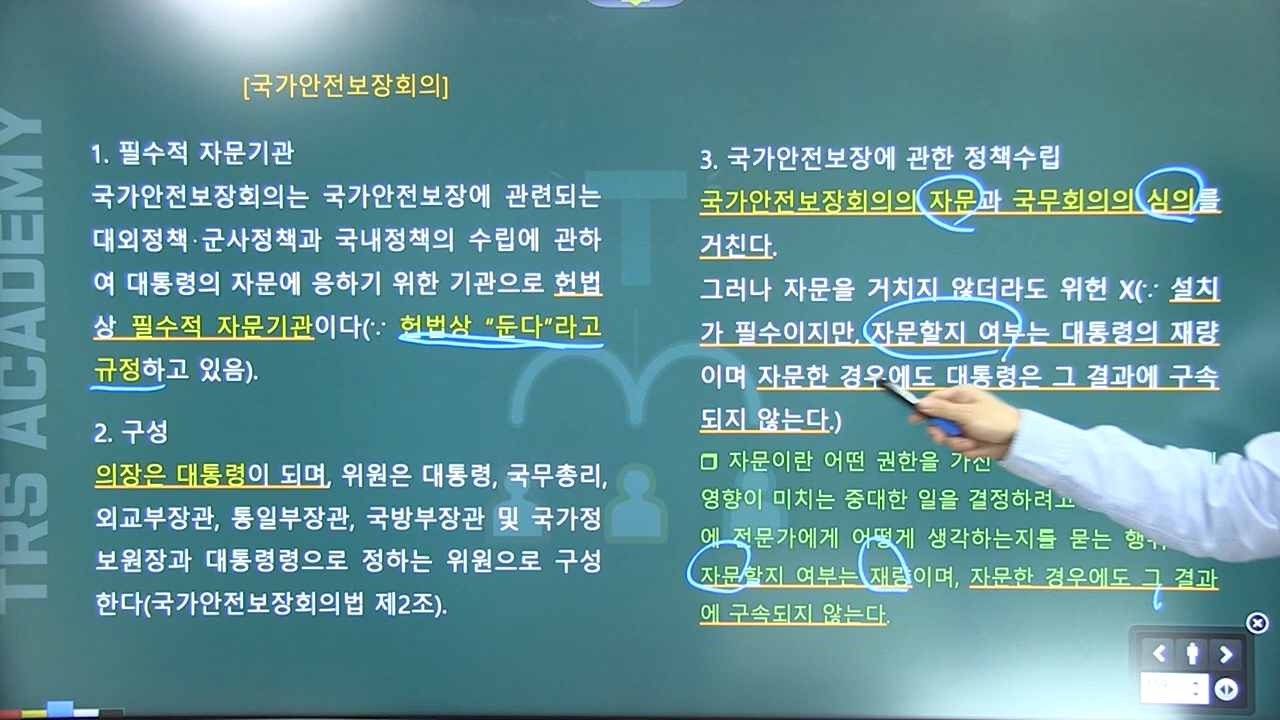 [국가안전보장회의]
1. 필수적 자문기관
국가안전보장회의는 국가안전보장에 관련되는
대외정책·군사정책과 국내정책의 수립에 관하
여 대통령의 자문에 응하기 위한 기관으로 헌법
상 필수적 자문기관이다(∵ 헌법상 "둔다"라고
규정하고 있음).
2. 구성
의장은 대통령이 되며, 위원은 대통령, 국무총리,
외교부장관, 통일부장관, 국방부장관 및 국가정
보원장과 대통령령으로 정하는 위원으로 구성
한다(국가안전보장회의법 제2조).
3. 국가안전보장에 관한 정책수립
국가안전보장회의의 자문과 국무회의의 심의를
거친다.
그러나 자문을 거치지 않더라도 위헌 X(∵ 설치
가 필수이지만, 자문할지 여부는 대통령의 재량
이며 자문한 경우에도 대통령은 그 결과에 구속
되지 않는다.)
❒ 자문이란 어떤 권한을 가진
영향이 미치는 중대한 일을 결정하려고
에 전문가에게 어떻게 생각하는지를 묻는
자문할지 여부는 재량이며, 자문한 경우에도 그 결과
에 구속되지 않는다.
TRS ACADEMY
159